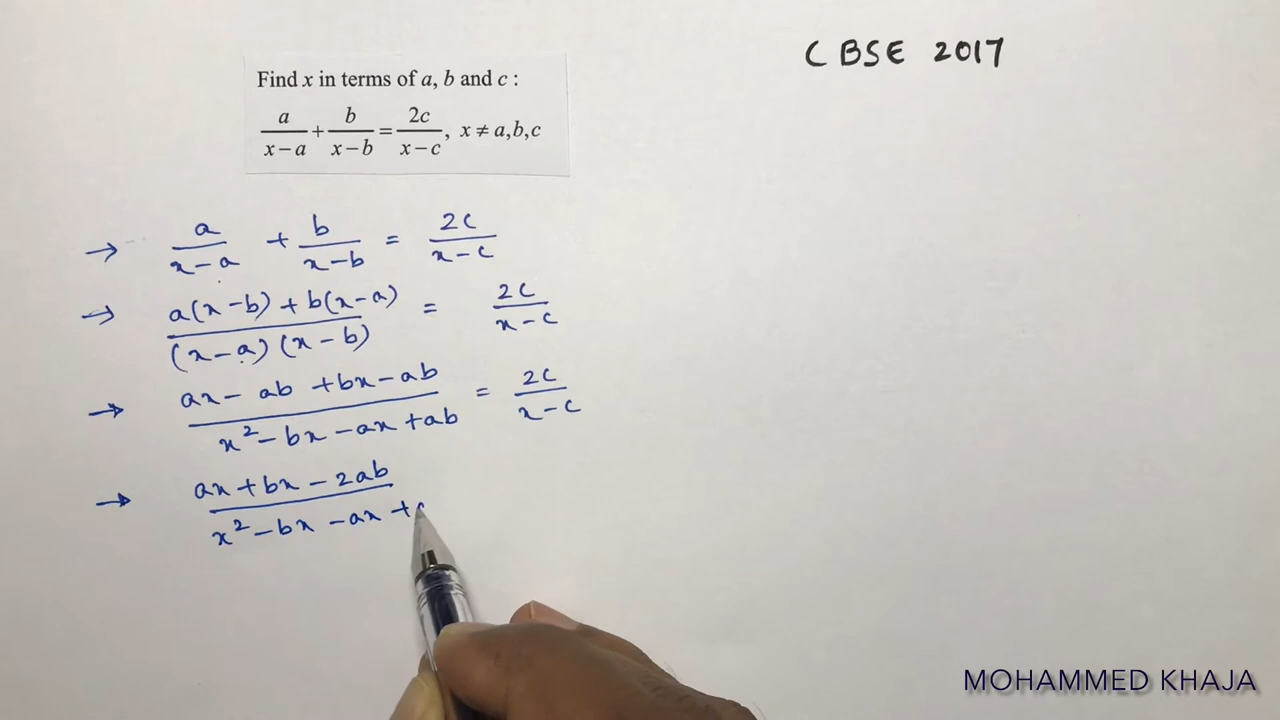 CBSE 2017
Find x in terms of a, b and c :
a/(x−a) + b/(x−b) = 2c/(x−c), x ≠ a,b,c
→ a/(x−a) + b/(x−b) = 2c/(x−c)
→ (a(x−b) + b(x−a))/((x−a)(x−b)) = 2c/(x−c)
→ (ax − ab + bx − ab)/(x² − bx − ax + ab) = 2c/(x−c)
→ (ax + bx − 2ab)/(x² − bx − ax +
MOHAMMED KHAJA